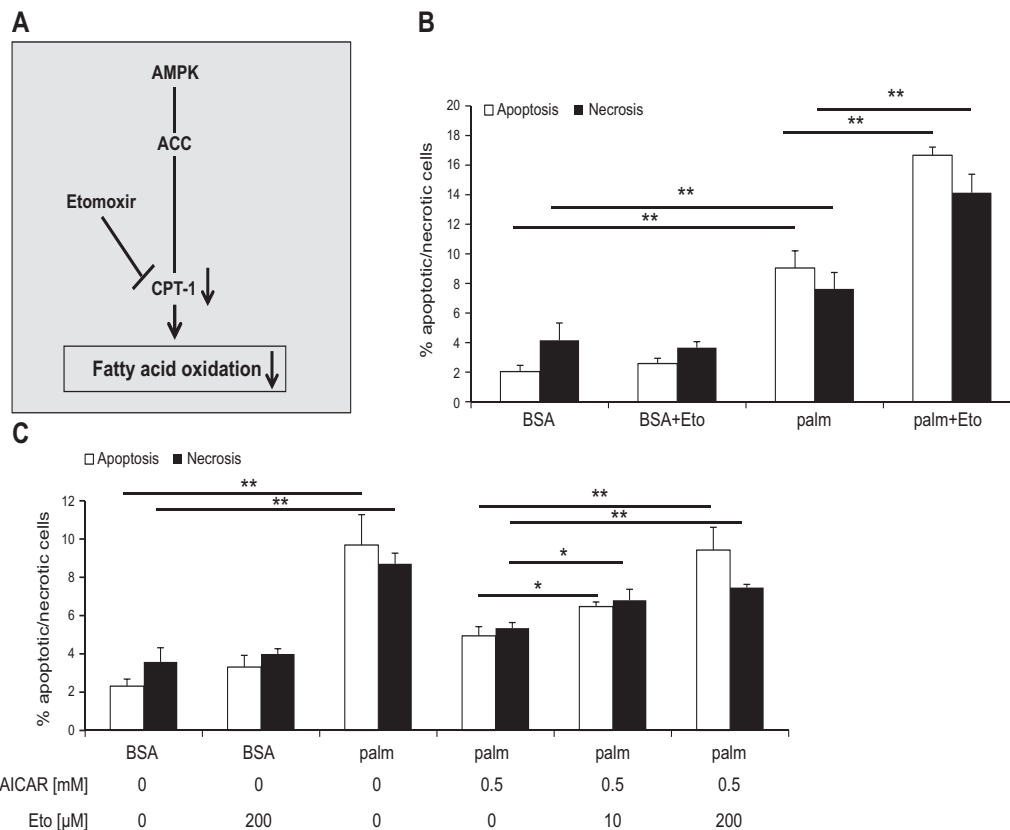 A
AMPK
ACC
Etomoxir
CPT-1
Fatty acid oxidation
B
% apoptotic/necrotic cells
20
18
16
14
12
10
8
6
4
2
0
Apoptosis Necrosis
**
**
**
**
BSA BSA+Eto palm palm+Eto
C
Apoptosis Necrosis
% apoptotic/necrotic cells
12
10
8
6
4
2
0
**
**
**
**
*
*
BSA BSA palm palm palm palm
AICAR [mM] 0 0 0 0.5 0.5 0.5
Eto [µM] 0 200 0 0 10 200